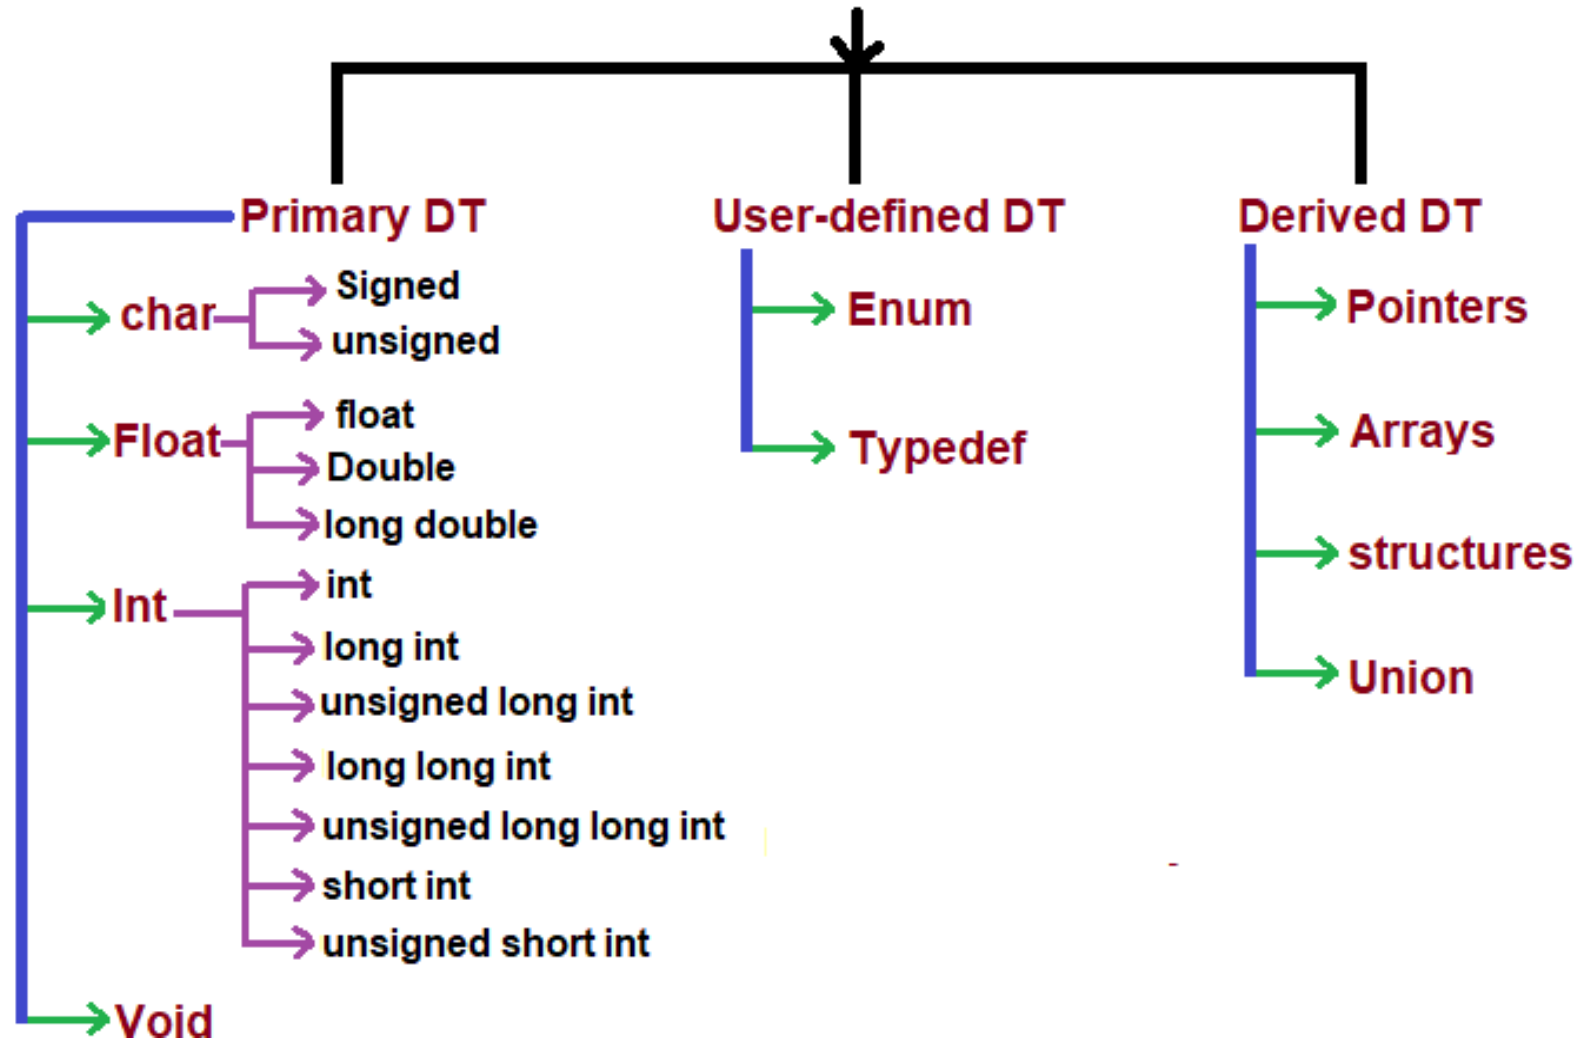 Primary DT
char
Signed
unsigned
Float
float
Double
long double
Int
int
long int
unsigned long int
long long int
unsigned long long int
short int
unsigned short int
Void
User-defined DT
Enum
Typedef
Derived DT
Pointers
Arrays
structures
Union